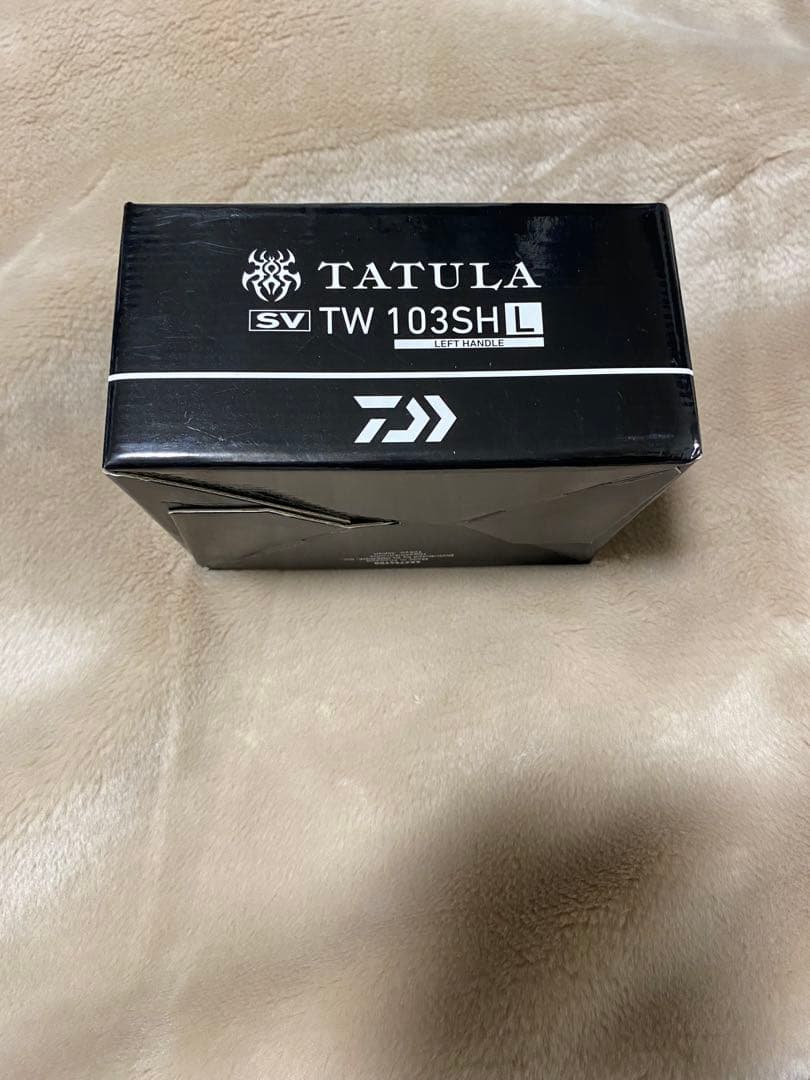 TATULA
SV TW 103SH L
LEFT HANDLE